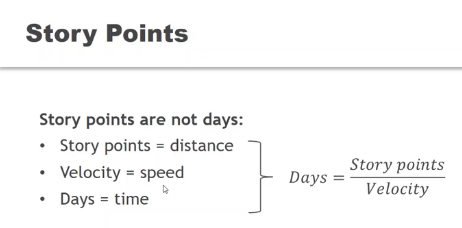 Story Points
Story points are not days:
• Story points = distance
• Velocity = speed
• Days = time
Days = Story points / Velocity